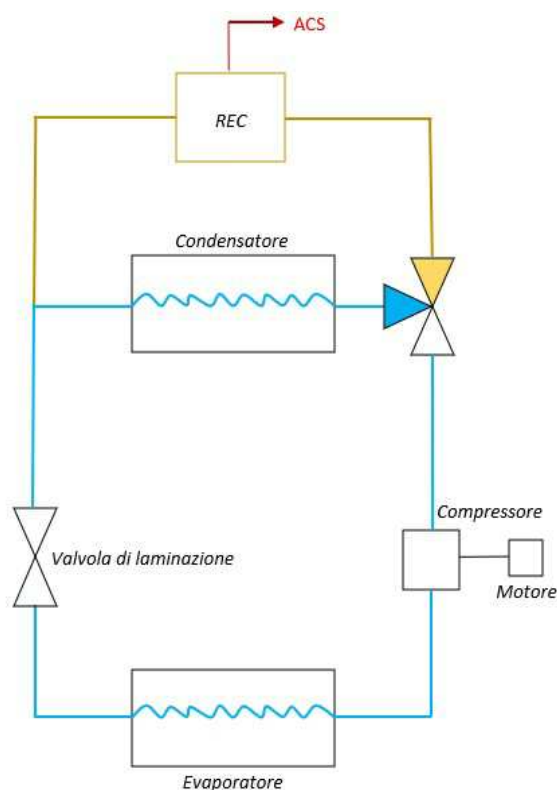 ACS
REC
Condensatore
Compressore
Valvola di laminazione
Motore
Evaporatore